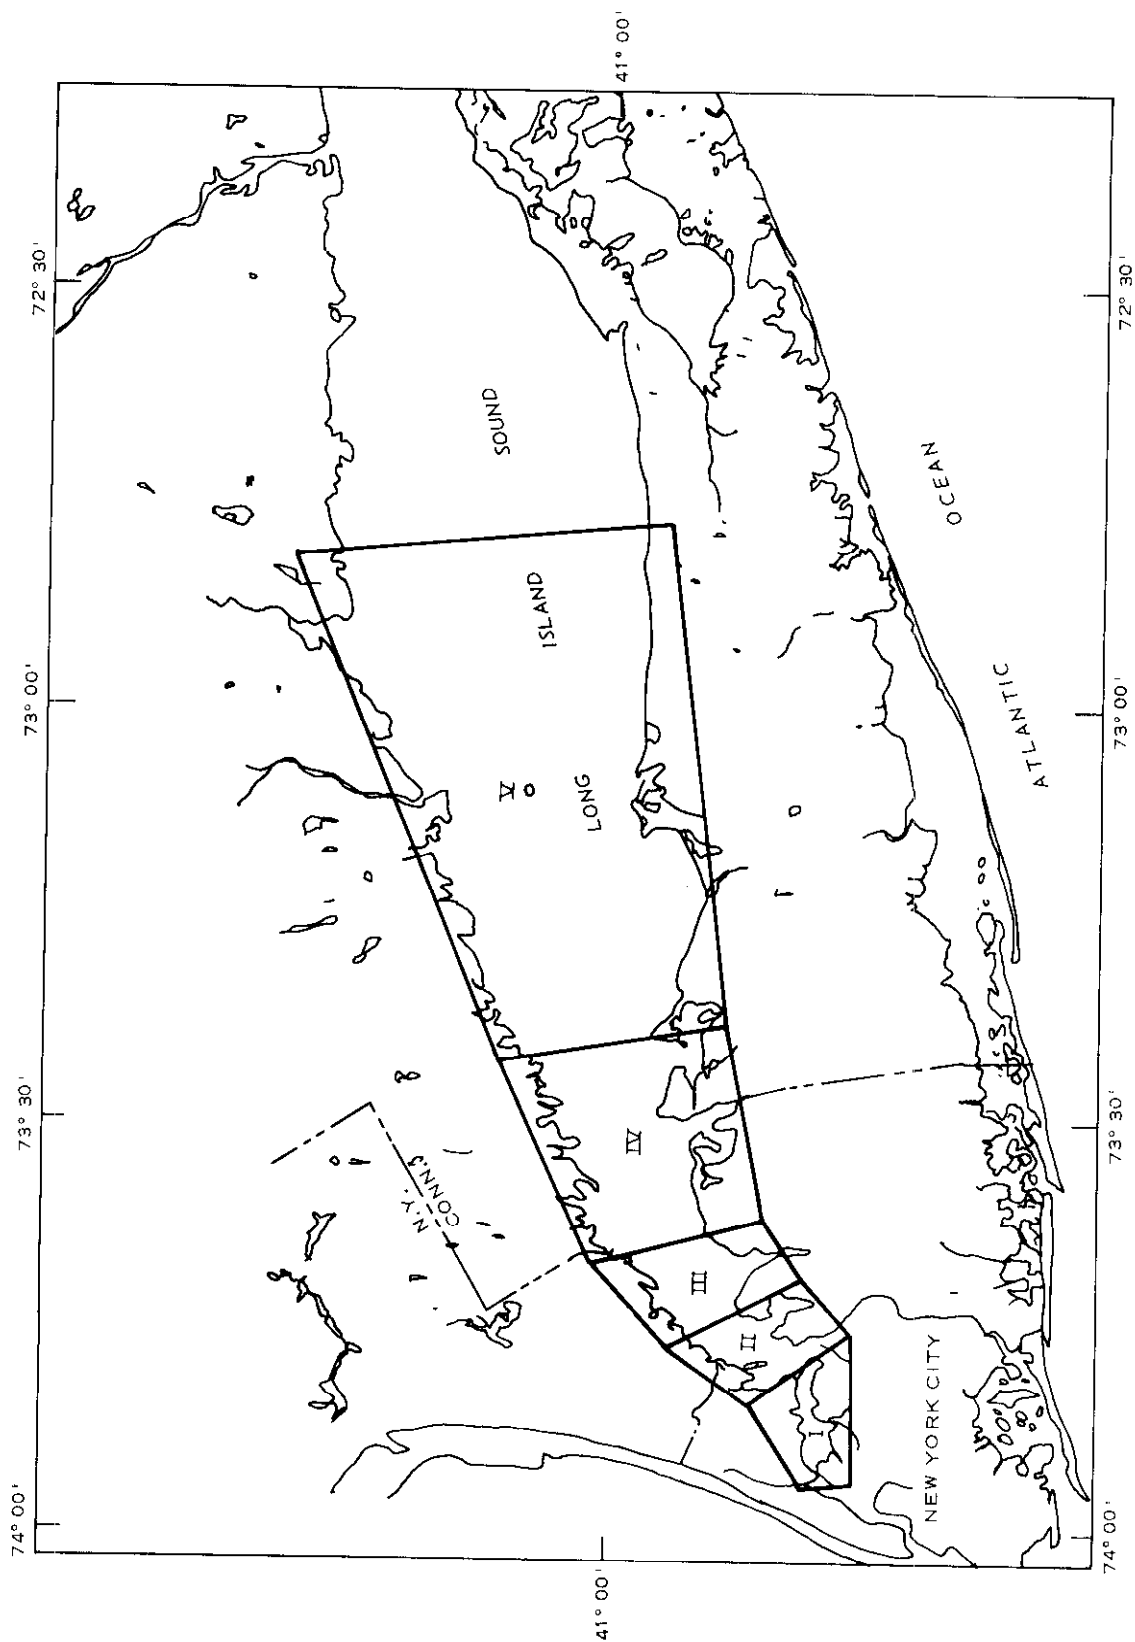 74° 00'
73° 30'
73° 00'
72° 30'
41° 00'
N.Y.
CONN.
I
II
III
IV
V
LONG
ISLAND
SOUND
NEW YORK CITY
ATLANTIC
OCEAN
41° 00'
74° 00'
73° 30'
73° 00'
72° 30'